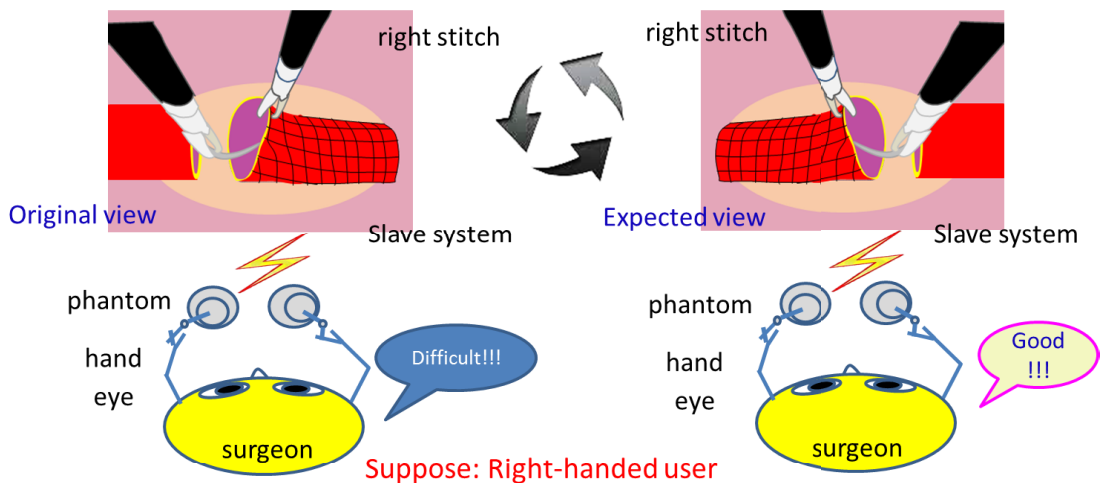 right stitch
Original view
Slave system
phantom
hand
eye
surgeon
Difficult!!!
right stitch
Expected view
Slave system
phantom
hand
eye
surgeon
Good
!!!
Suppose: Right-handed user